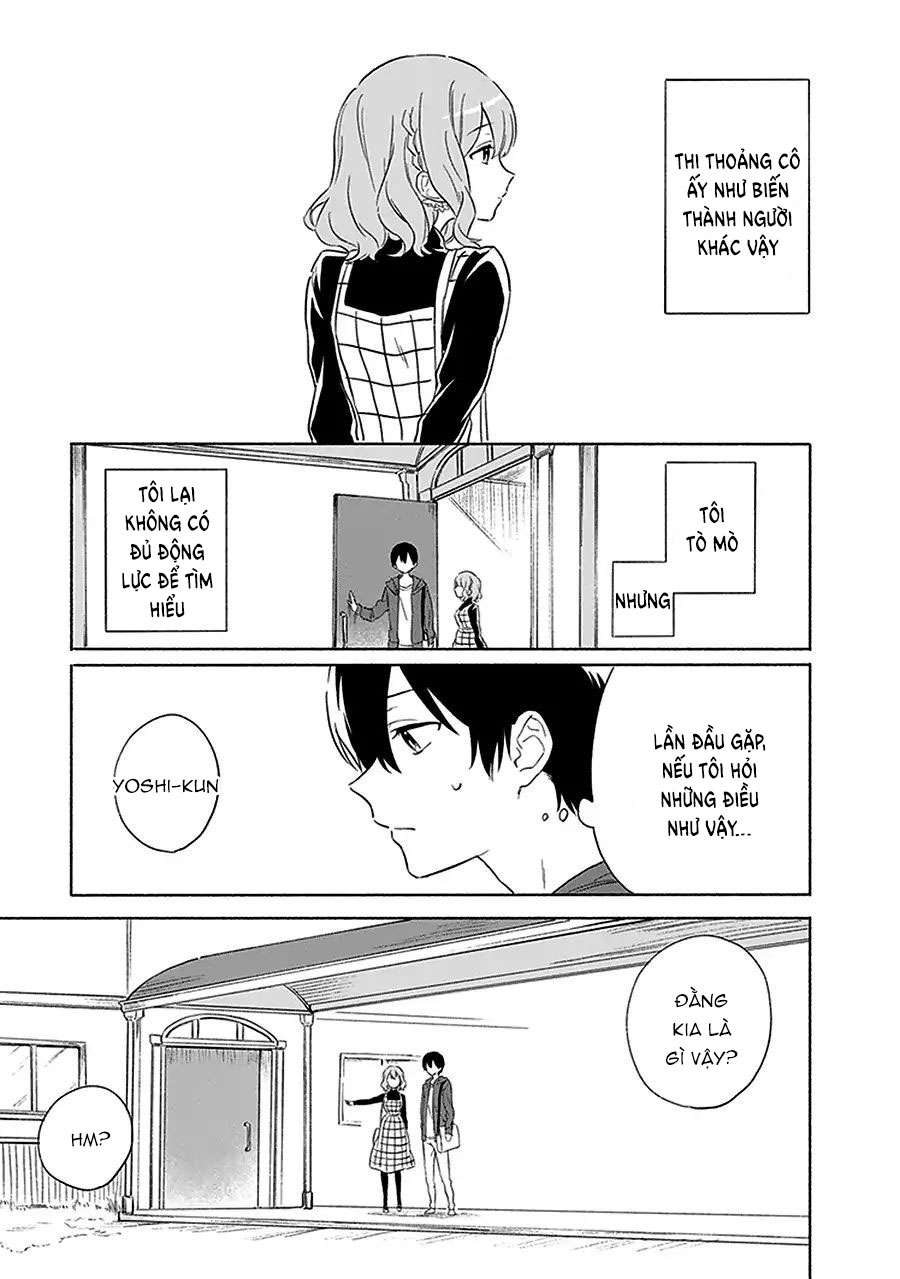 THI THOẢNG CÔ
ẤY NHƯ BIẾN
THÀNH NGƯỜI
KHÁC VẬY
TÔI
TÒ MÒ
NHƯNG
TÔI LẠI
KHÔNG CÓ
ĐỦ ĐỘNG
LỰC ĐỂ TÌM
HIỂU
LẦN ĐẦU GẶP,
NẾU TÔI HỎI
NHỮNG ĐIỀU
NHƯ VẬY...
YOSHI-KUN
ĐẰNG
KIA LÀ
GÌ VẬY?
HM?